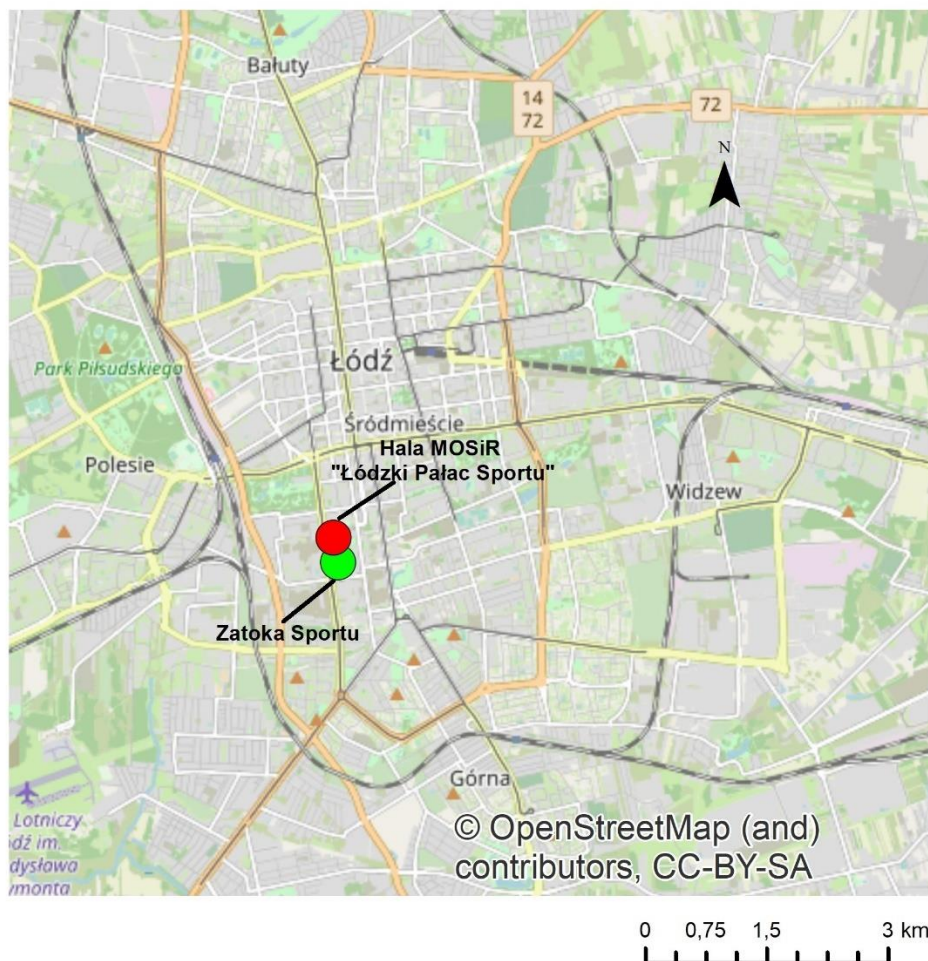 Bałuty
14
72
72
N
Park Piłsudskiego
Łódź
Śródmieście
Hala MOSiR
"Łódzki Pałac Sportu"
Polesie
Widzew
Zatoka Sportu
Górna
Lotniczy
ódź im.
dysława
ymonta
© OpenStreetMap (and)
contributors, CC-BY-SA
0 0,75 1,5 3 km